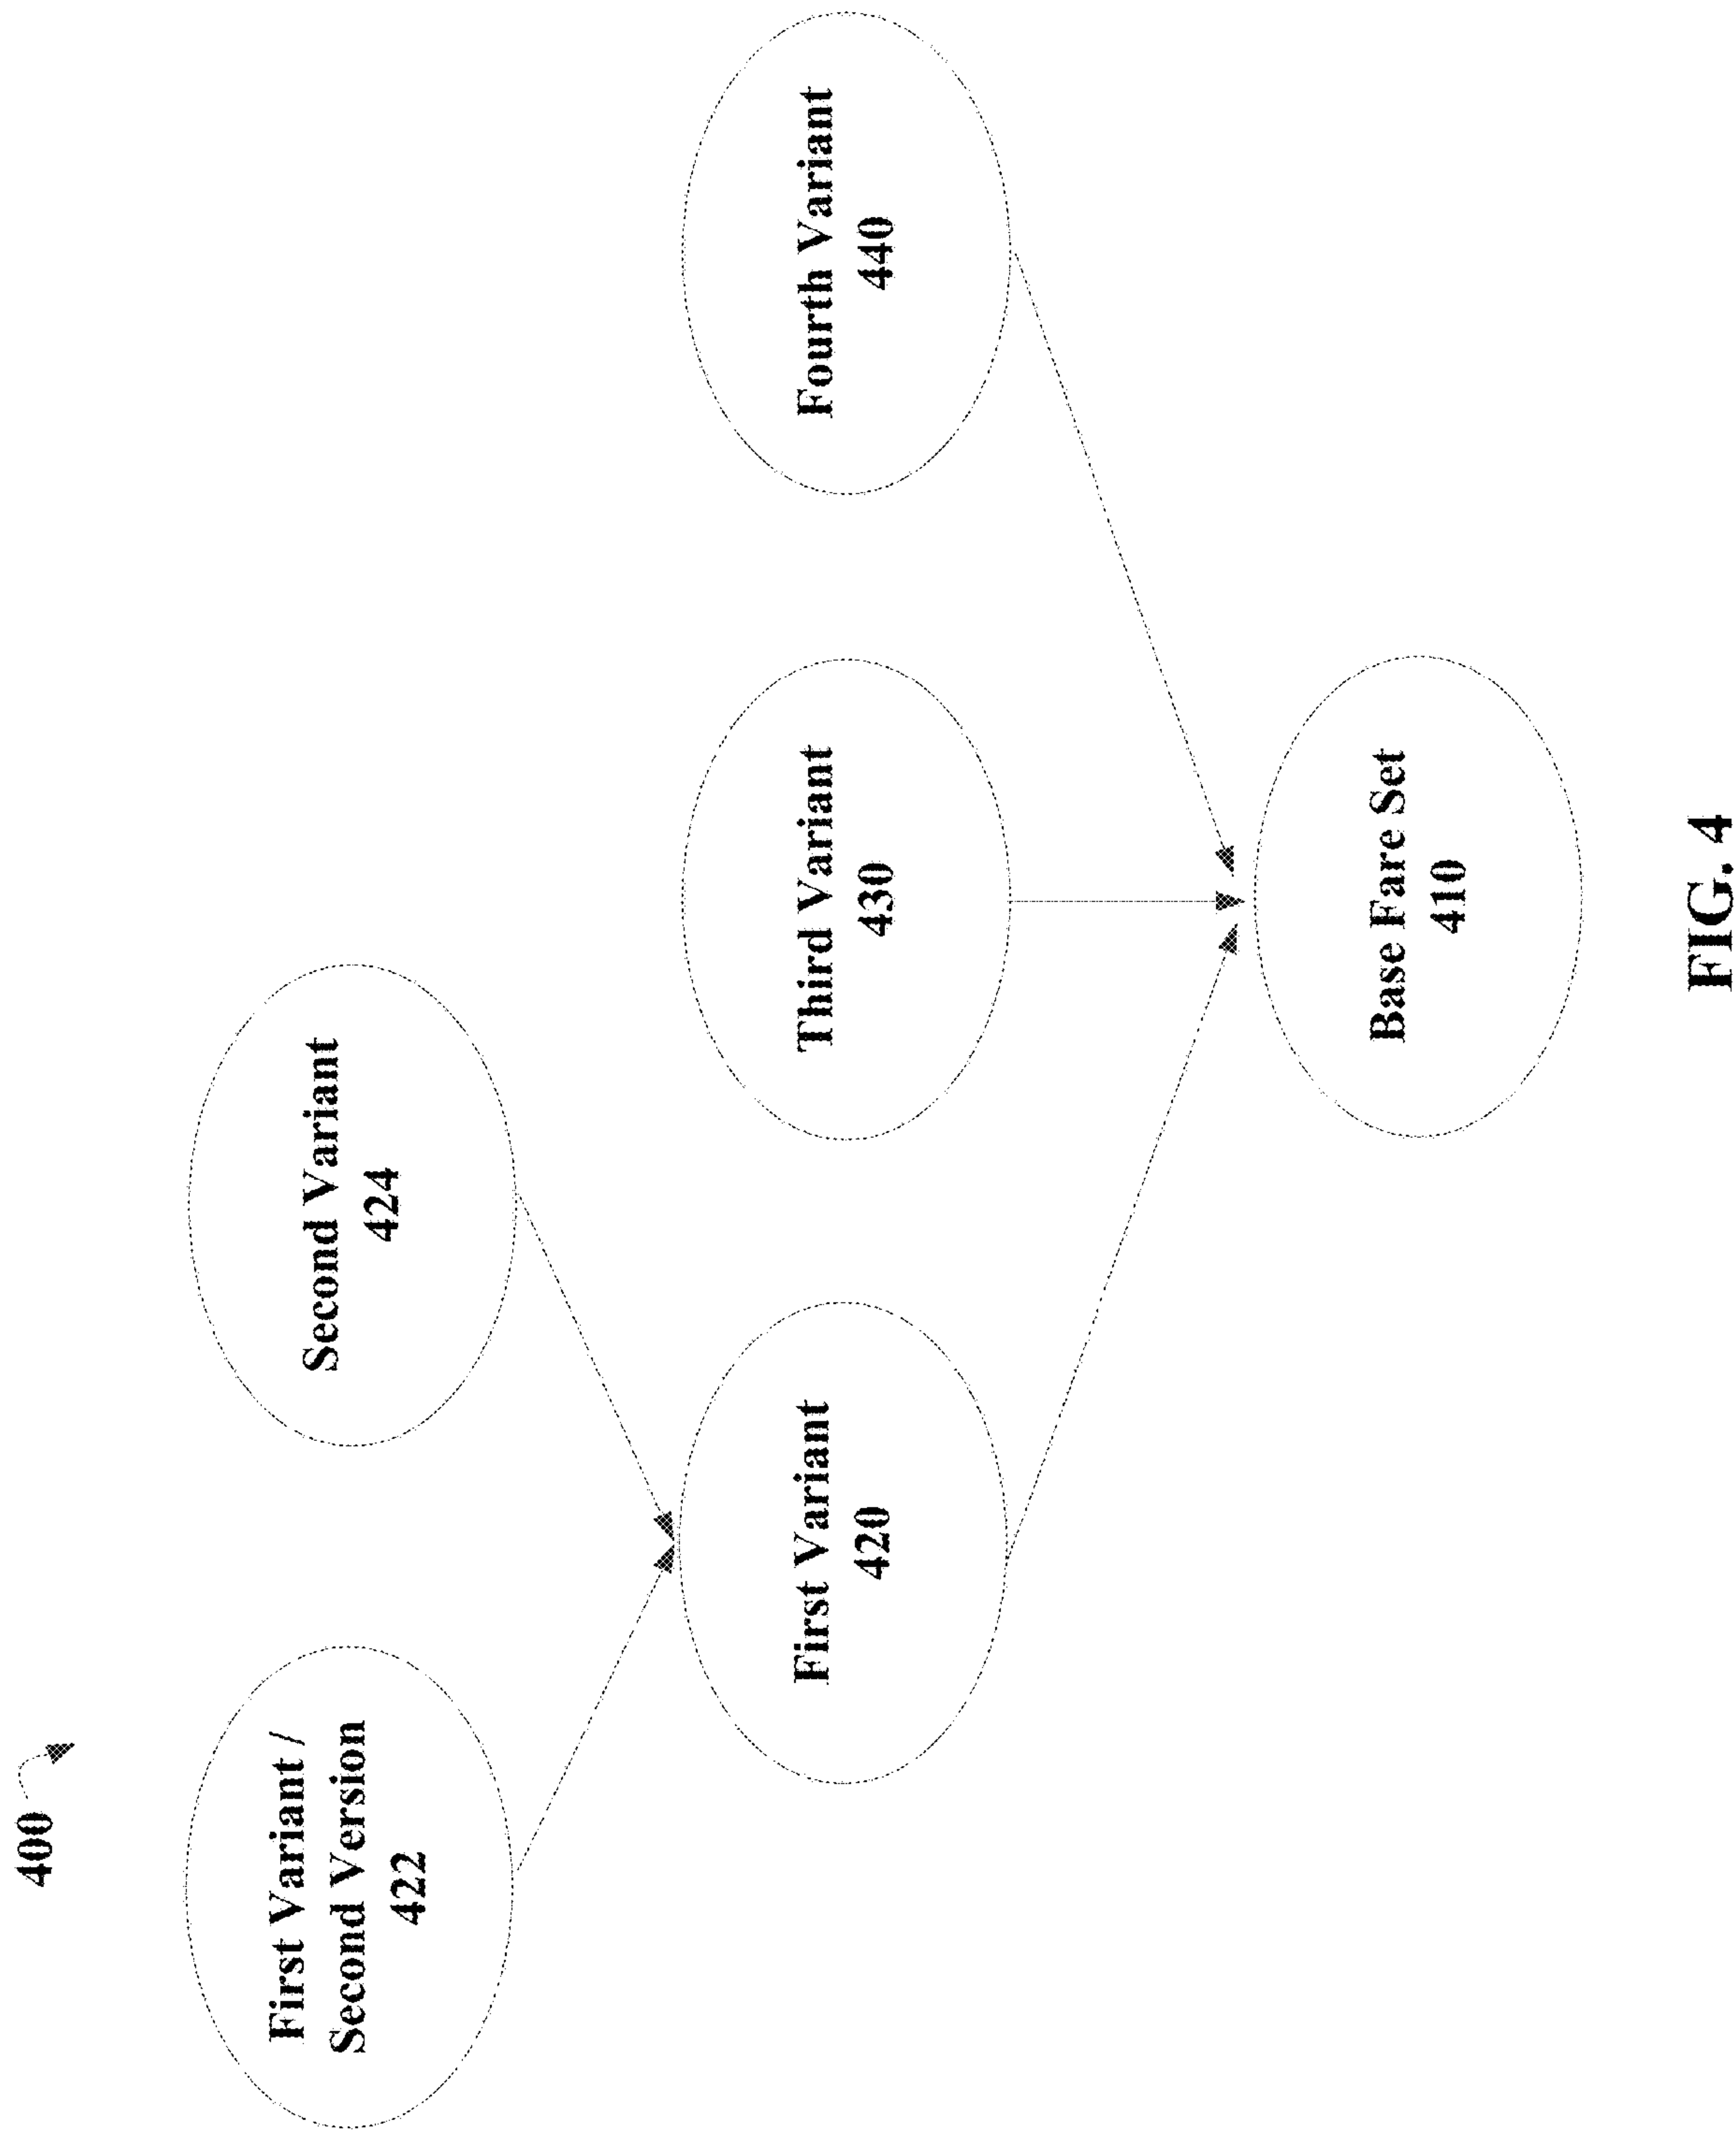 400
First Variant /
Second Version
422
Second Variant
424
First Variant
420
Third Variant
430
Fourth Variant
440
Base Fare Set
410
FIG. 4